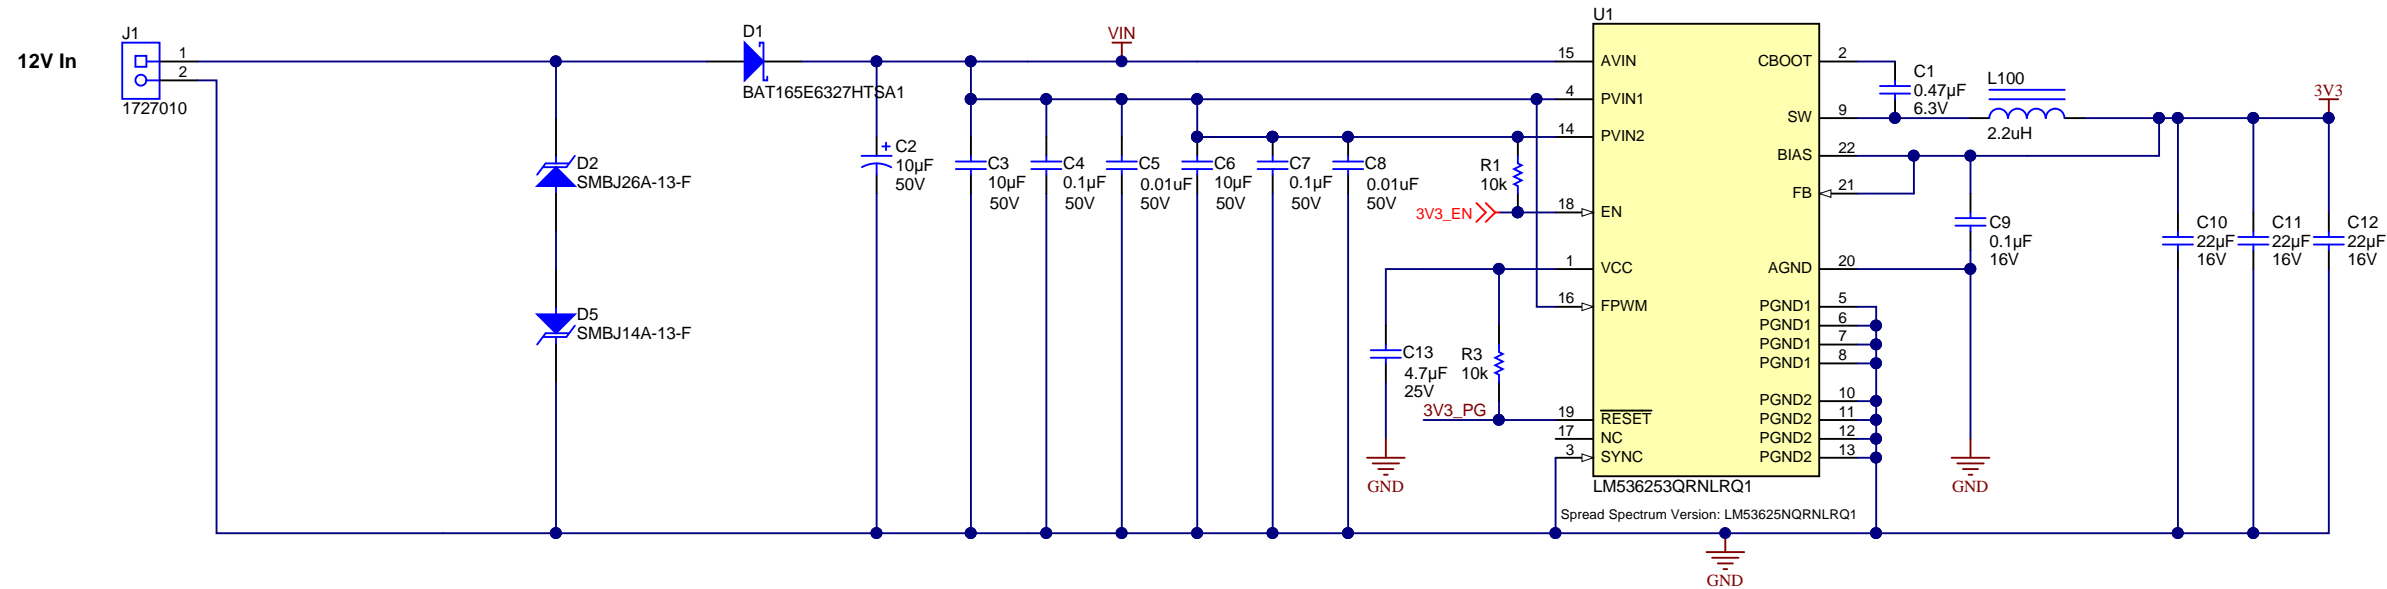 12V In
J1
1
2
1727010
D1
BAT165E6327HTSA1
D2
SMBJ26A-13-F
D5
SMBJ14A-13-F
VIN
+
C2
10µF
50V
C3
10µF
50V
C4
0.1µF
50V
C5
0.01uF
50V
C6
10µF
50V
C7
0.1µF
50V
C8
0.01uF
50V
R1
10k
3V3_EN
C13
4.7µF
25V
R3
10k
3V3_PG
GND
U1
15 AVIN
4 PVIN1
14 PVIN2
18 EN
1 VCC
16 FPWM
19 RESET
17 NC
3 SYNC
CBOOT 2
SW 9
BIAS 22
FB 21
AGND 20
PGND1 5
PGND1 6
PGND1 7
PGND1 8
PGND2 10
PGND2 11
PGND2 12
PGND2 13
LM536253QRNLRQ1
Spread Spectrum Version: LM53625NQRNLRQ1
GND
C1
0.47µF
6.3V
L100
2.2uH
C9
0.1µF
16V
GND
3V3
C10
22µF
16V
C11
22µF
16V
C12
22µF
16V